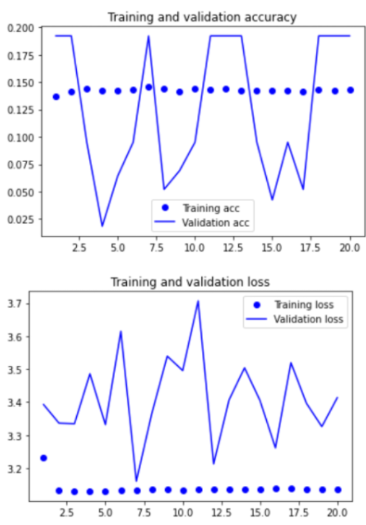 Training and validation accuracy
0.200
0.175
0.150
0.125
0.100
0.075
0.050
0.025
Training acc
Validation acc
2.5 5.0 7.5 10.0 12.5 15.0 17.5 20.0
Training and validation loss
3.7
3.6
3.5
3.4
3.3
3.2
Training loss
Validation loss
2.5 5.0 7.5 10.0 12.5 15.0 17.5 20.0